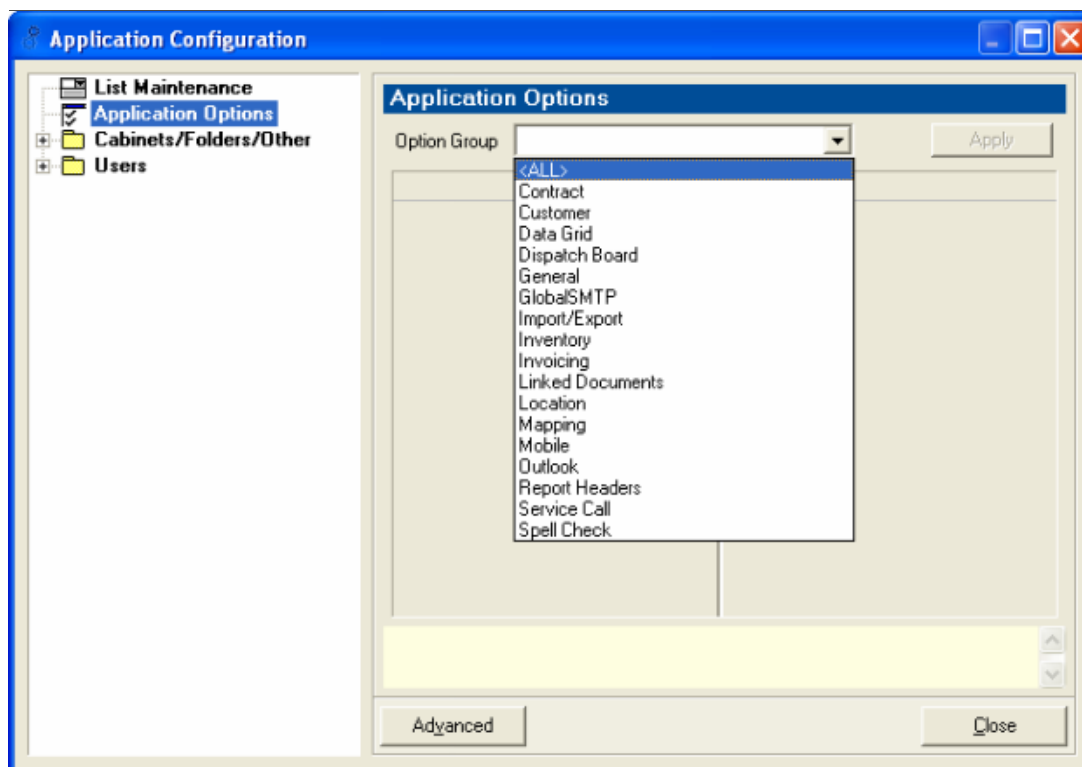 Application Configuration
List Maintenance
Application Options
Cabinets/Folders/Other
Users
Application Options
Option Group
Apply
<ALL>
Contract
Customer
Data Grid
Dispatch Board
General
GlobalSMTP
Import/Export
Inventory
Invoicing
Linked Documents
Location
Mapping
Mobile
Outlook
Report Headers
Service Call
Spell Check
Advanced
Close